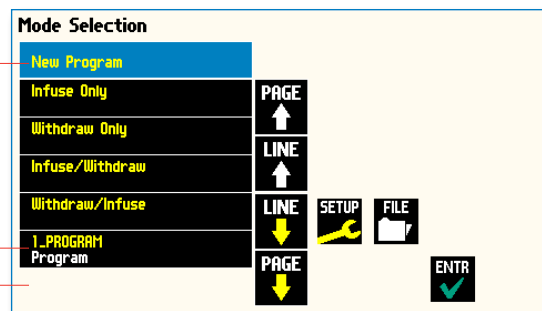 Mode Selection
New Program
Infuse Only
PAGE
Withdraw Only
LINE
Infuse/Withdraw
Withdraw/Infuse
LINE
SETUP
FILE
1_PROGRAM
Program
PAGE
ENTR